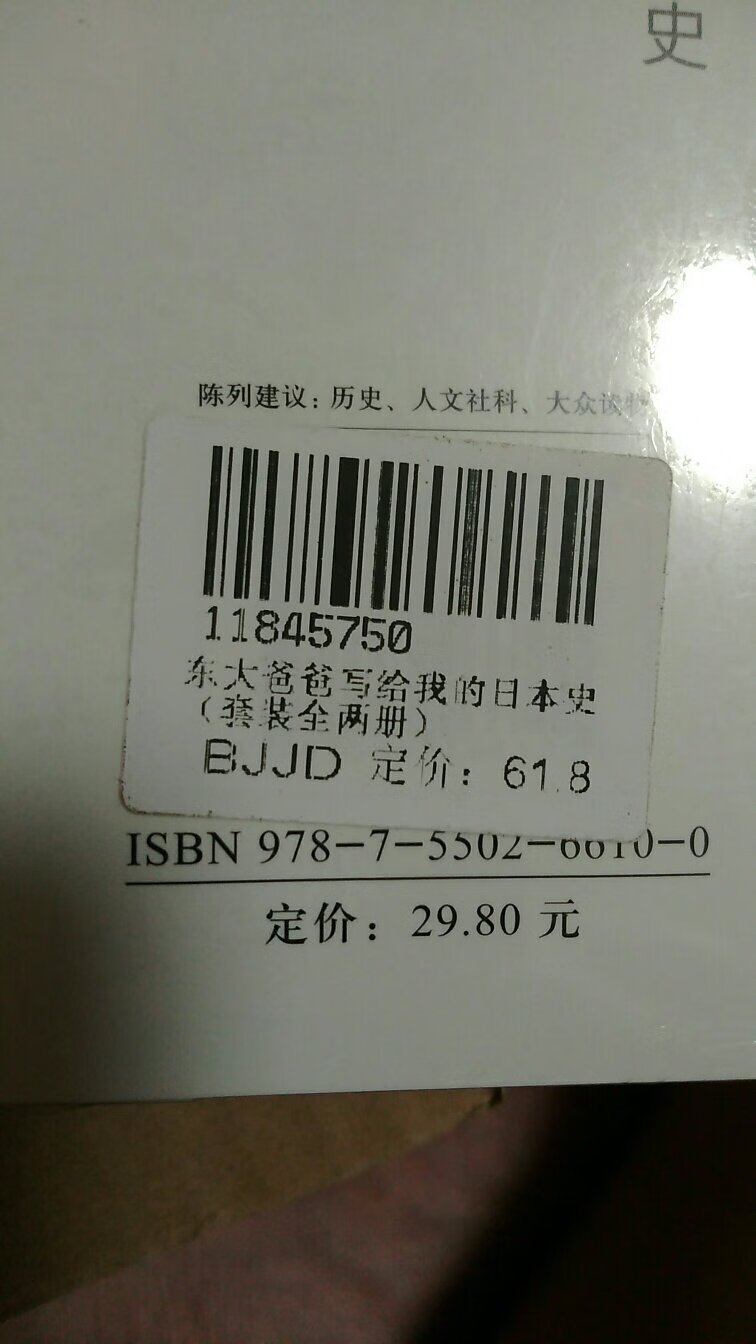 史
陈列建议：历史、人文社科、大众读物
11845750
东大爸爸写给我的日本史
（套装全两册）
BJJD 定价：61.8
ISBN 978-7-5502-6610-0
定价：29.80 元